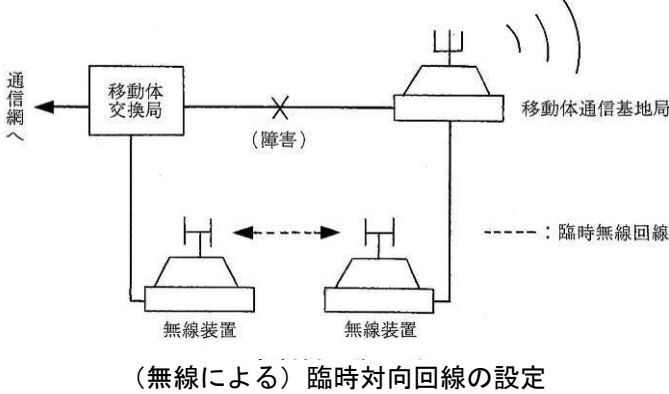 通信網へ
移動体
交換局
(障害)
移動体通信基地局
無線装置
無線装置
：臨時無線回線
(無線による）臨時対向回線の設定